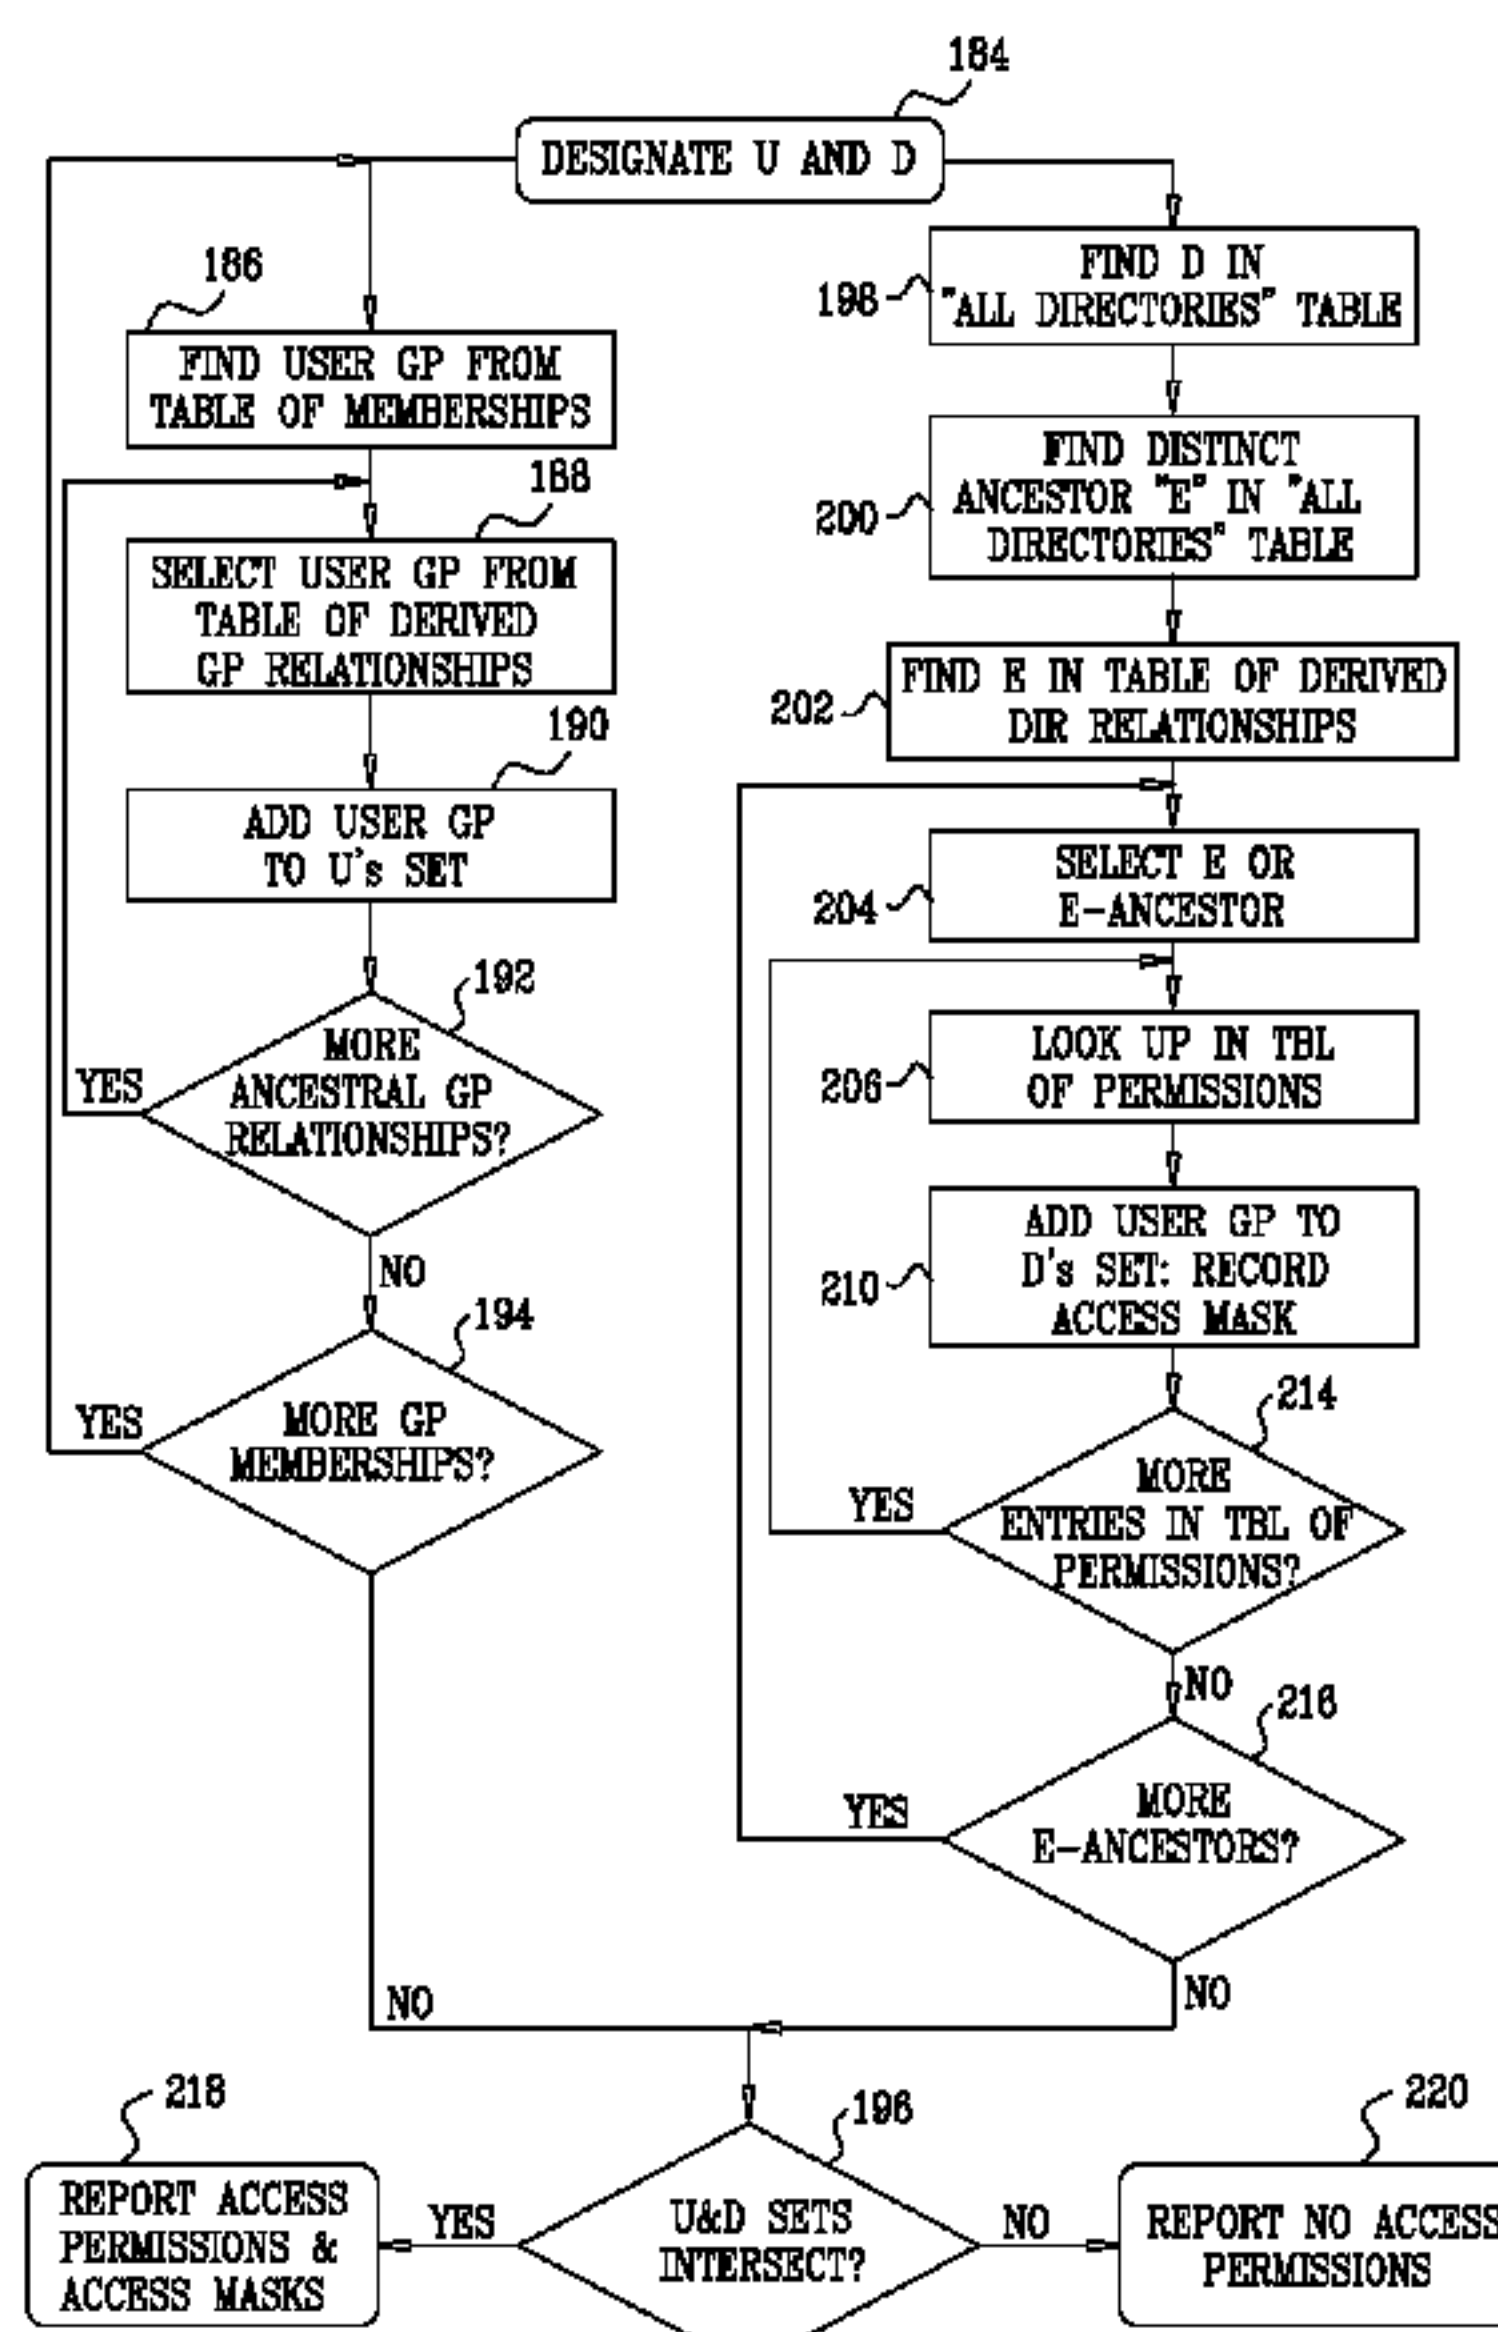 184
DESIGNATE U AND D
186
FIND USER GP FROM
TABLE OF MEMBERSHIPS
188
SELECT USER GP FROM
TABLE OF DERIVED
GP RELATIONSHIPS
190
ADD USER GP
TO U's SET
192
MORE
ANCESTRAL GP
RELATIONSHIPS?
YES
NO
194
MORE GP
MEMBERSHIPS?
YES
NO
198
FIND D IN
"ALL DIRECTORIES" TABLE
200
FIND DISTINCT
ANCESTOR "E" IN "ALL
DIRECTORIES" TABLE
202
FIND E IN TABLE OF DERIVED
DIR RELATIONSHIPS
204
SELECT E OR
E-ANCESTOR
206
LOOK UP IN TBL
OF PERMISSIONS
210
ADD USER GP TO
D's SET: RECORD
ACCESS MASK
214
MORE
ENTRIES IN TBL OF
PERMISSIONS?
YES
NO
216
MORE
E-ANCESTORS?
YES
NO
196
U&D SETS
INTERSECT?
YES
NO
218
REPORT ACCESS
PERMISSIONS &
ACCESS MASKS
220
REPORT NO ACCESS
PERMISSIONS